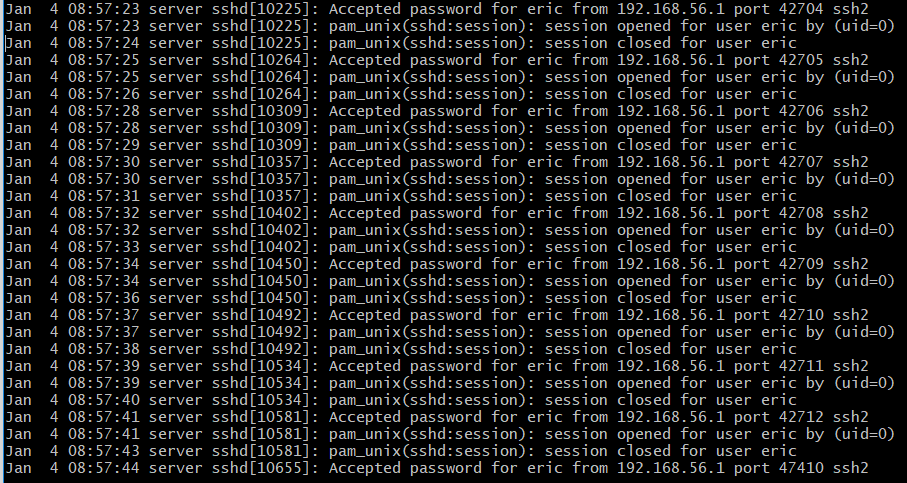 Jan  4 08:57:23 server sshd[10225]: Accepted password for eric from 192.168.56.1 port 42704 ssh2
Jan  4 08:57:23 server sshd[10225]: pam_unix(sshd:session): session opened for user eric by (uid=0)
Jan  4 08:57:24 server sshd[10225]: pam_unix(sshd:session): session closed for user eric
Jan  4 08:57:25 server sshd[10264]: Accepted password for eric from 192.168.56.1 port 42705 ssh2
Jan  4 08:57:25 server sshd[10264]: pam_unix(sshd:session): session opened for user eric by (uid=0)
Jan  4 08:57:26 server sshd[10264]: pam_unix(sshd:session): session closed for user eric
Jan  4 08:57:28 server sshd[10309]: Accepted password for eric from 192.168.56.1 port 42706 ssh2
Jan  4 08:57:28 server sshd[10309]: pam_unix(sshd:session): session opened for user eric by (uid=0)
Jan  4 08:57:29 server sshd[10309]: pam_unix(sshd:session): session closed for user eric
Jan  4 08:57:30 server sshd[10357]: Accepted password for eric from 192.168.56.1 port 42707 ssh2
Jan  4 08:57:30 server sshd[10357]: pam_unix(sshd:session): session opened for user eric by (uid=0)
Jan  4 08:57:31 server sshd[10357]: pam_unix(sshd:session): session closed for user eric
Jan  4 08:57:32 server sshd[10402]: Accepted password for eric from 192.168.56.1 port 42708 ssh2
Jan  4 08:57:32 server sshd[10402]: pam_unix(sshd:session): session opened for user eric by (uid=0)
Jan  4 08:57:33 server sshd[10402]: pam_unix(sshd:session): session closed for user eric
Jan  4 08:57:34 server sshd[10450]: Accepted password for eric from 192.168.56.1 port 42709 ssh2
Jan  4 08:57:34 server sshd[10450]: pam_unix(sshd:session): session opened for user eric by (uid=0)
Jan  4 08:57:36 server sshd[10450]: pam_unix(sshd:session): session closed for user eric
Jan  4 08:57:37 server sshd[10492]: Accepted password for eric from 192.168.56.1 port 42710 ssh2
Jan  4 08:57:37 server sshd[10492]: pam_unix(sshd:session): session opened for user eric by (uid=0)
Jan  4 08:57:38 server sshd[10492]: pam_unix(sshd:session): session closed for user eric
Jan  4 08:57:39 server sshd[10534]: Accepted password for eric from 192.168.56.1 port 42711 ssh2
Jan  4 08:57:39 server sshd[10534]: pam_unix(sshd:session): session opened for user eric by (uid=0)
Jan  4 08:57:40 server sshd[10534]: pam_unix(sshd:session): session closed for user eric
Jan  4 08:57:41 server sshd[10581]: Accepted password for eric from 192.168.56.1 port 42712 ssh2
Jan  4 08:57:41 server sshd[10581]: pam_unix(sshd:session): session opened for user eric by (uid=0)
Jan  4 08:57:43 server sshd[10581]: pam_unix(sshd:session): session closed for user eric
Jan  4 08:57:44 server sshd[10655]: Accepted password for eric from 192.168.56.1 port 47410 ssh2